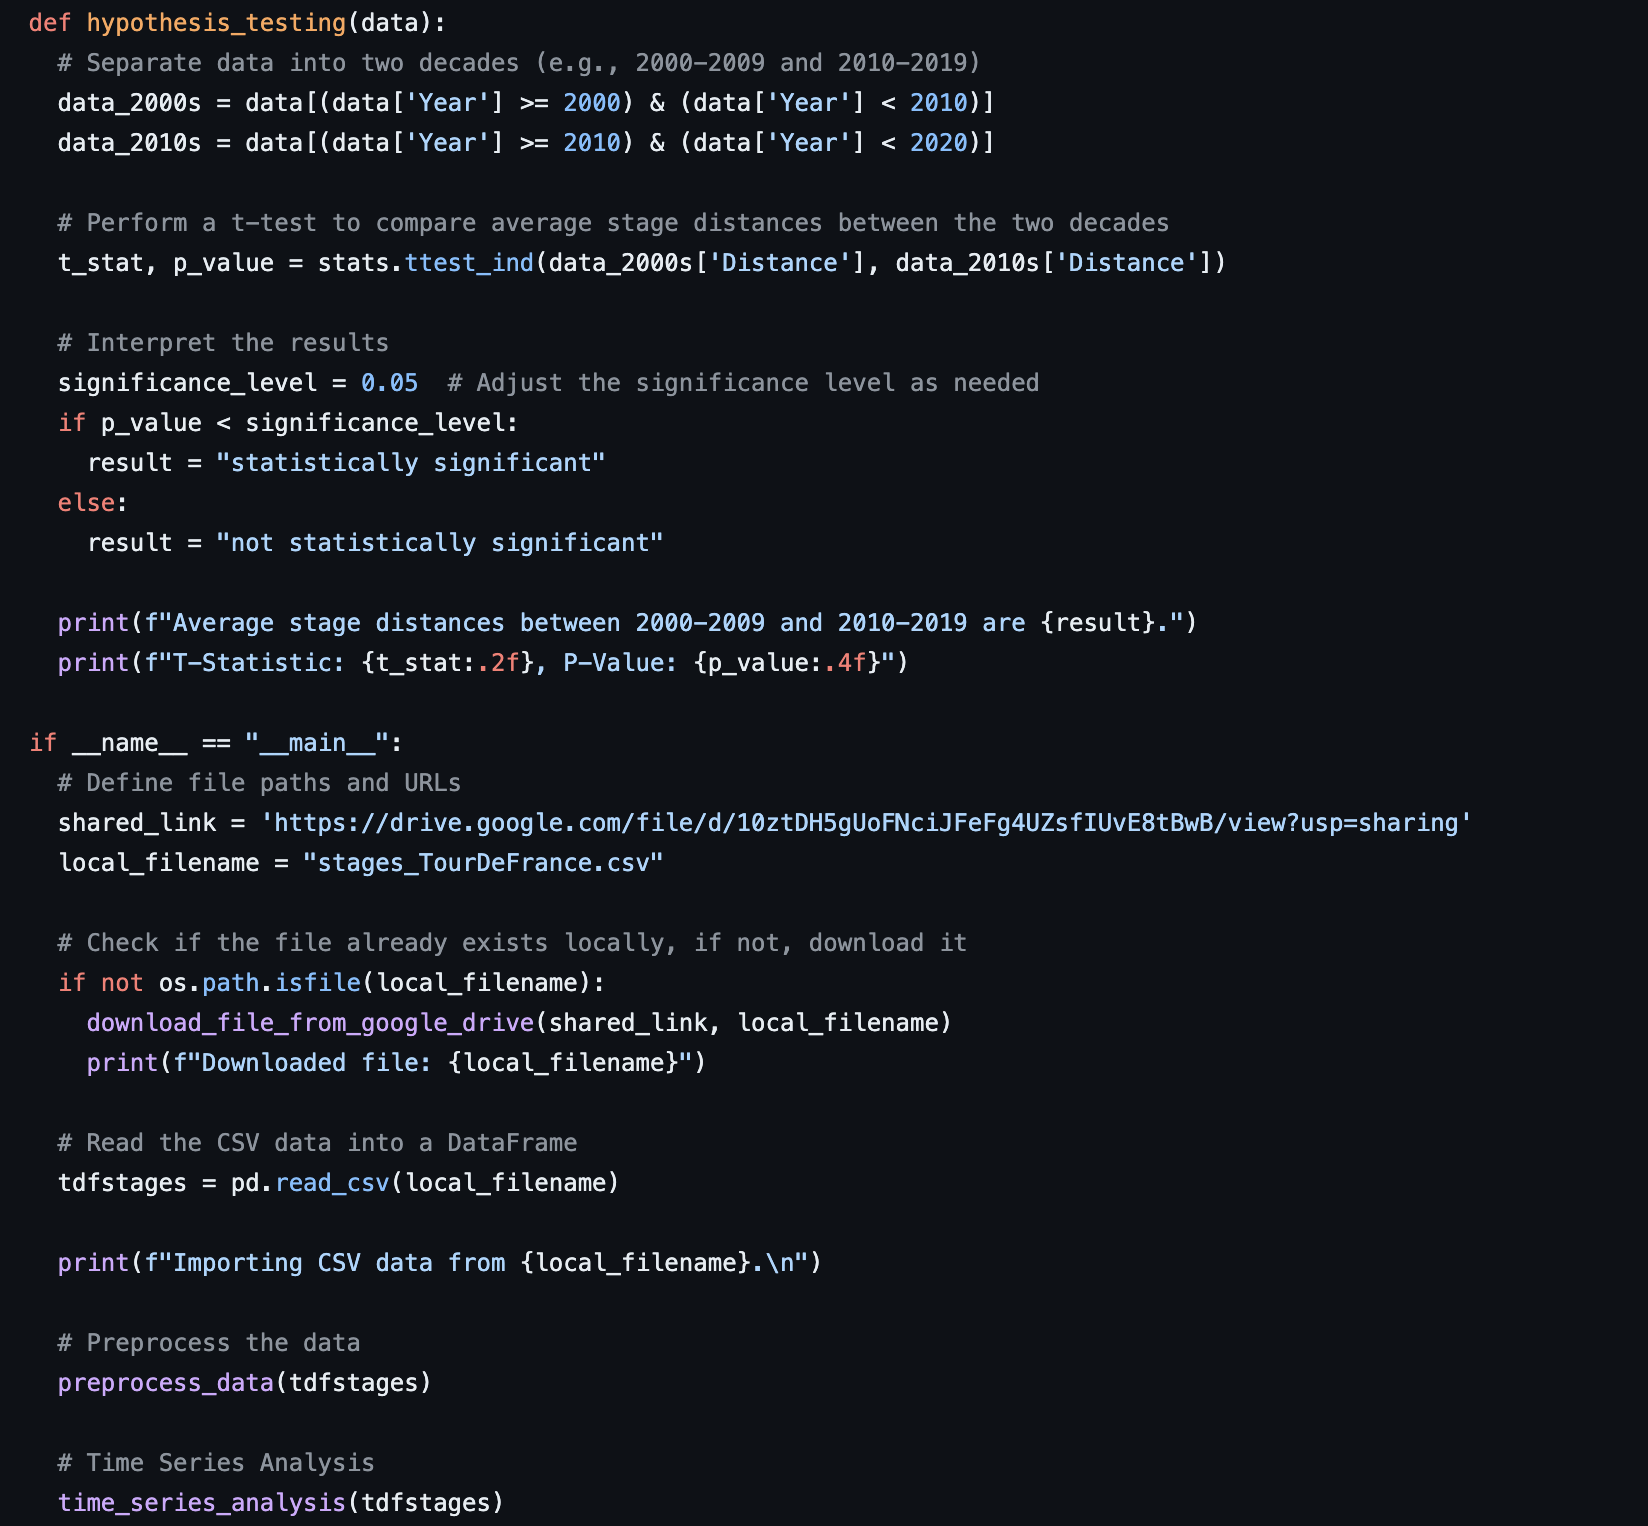 def hypothesis_testing(data):
  # Separate data into two decades (e.g., 2000-2009 and 2010-2019)
  data_2000s = data[(data['Year'] >= 2000) & (data['Year'] < 2010)]
  data_2010s = data[(data['Year'] >= 2010) & (data['Year'] < 2020)]

  # Perform a t-test to compare average stage distances between the two decades
  t_stat, p_value = stats.ttest_ind(data_2000s['Distance'], data_2010s['Distance'])

  # Interpret the results
  significance_level = 0.05  # Adjust the significance level as needed
  if p_value < significance_level:
    result = "statistically significant"
  else:
    result = "not statistically significant"

  print(f"Average stage distances between 2000-2009 and 2010-2019 are {result}.")
  print(f"T-Statistic: {t_stat:.2f}, P-Value: {p_value:.4f}")

if __name__ == "__main__":
  # Define file paths and URLs
  shared_link = 'https://drive.google.com/file/d/10ztDH5gUoFNciJFeFg4UZsfIUvE8tBwB/view?usp=sharing'
  local_filename = "stages_TourDeFrance.csv"

  # Check if the file already exists locally, if not, download it
  if not os.path.isfile(local_filename):
    download_file_from_google_drive(shared_link, local_filename)
    print(f"Downloaded file: {local_filename}")

  # Read the CSV data into a DataFrame
  tdfstages = pd.read_csv(local_filename)

  print(f"Importing CSV data from {local_filename}.\n")

  # Preprocess the data
  preprocess_data(tdfstages)

  # Time Series Analysis
  time_series_analysis(tdfstages)